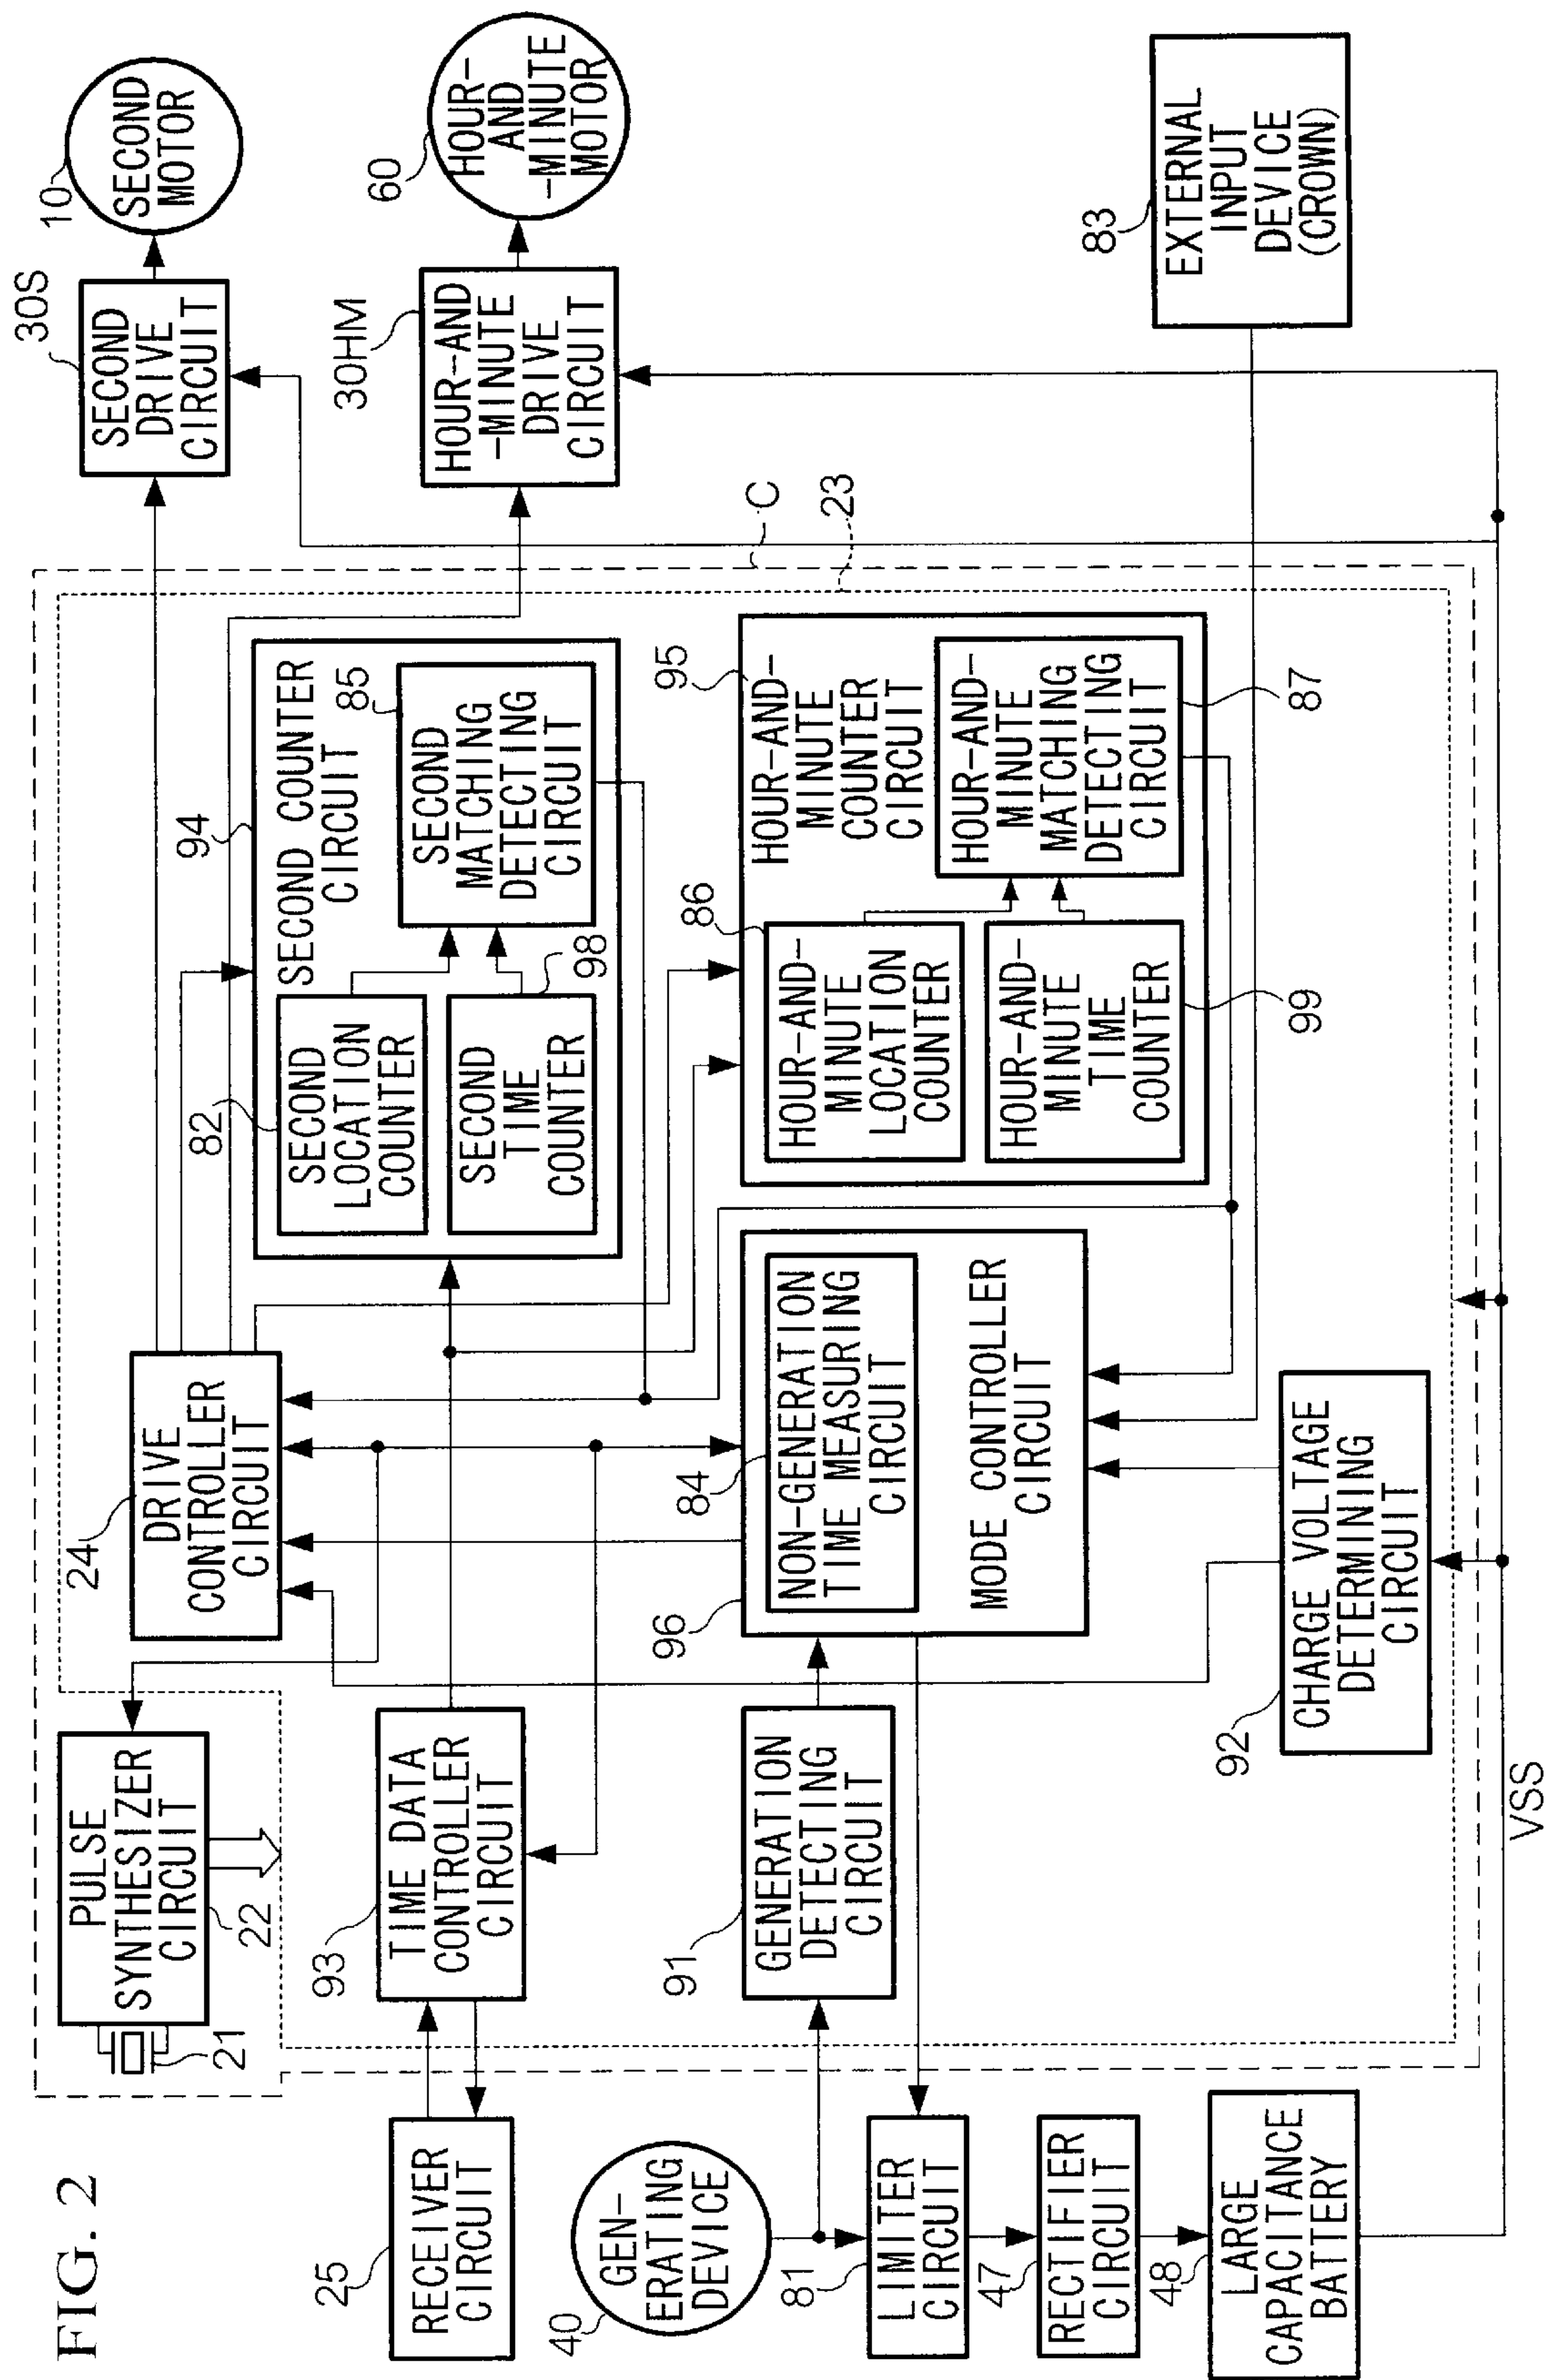 FIG. 2
10
SECOND
MOTOR
30S
SECOND
DRIVE
CIRCUIT
60
HOUR-
AND
-MINUTE
MOTOR
30HM
HOUR-AND
-MINUTE
DRIVE
CIRCUIT
83
EXTERNAL
INPUT
DEVICE
(CROWN)
C
23
94
SECOND COUNTER
CIRCUIT
85
SECOND
MATCHING
DETECTING
CIRCUIT
82
SECOND
LOCATION
COUNTER
98
SECOND
TIME
COUNTER
95
HOUR-AND-
MINUTE
COUNTER
CIRCUIT
87
HOUR-AND-
MINUTE
MATCHING
DETECTING
CIRCUIT
86
HOUR-AND-
MINUTE
LOCATION
COUNTER
99
HOUR-AND-
MINUTE
TIME
COUNTER
24
DRIVE
CONTROLLER
CIRCUIT
84
NON-GENERATION
TIME MEASURING
CIRCUIT
96
MODE CONTROLLER
CIRCUIT
92
CHARGE VOLTAGE
DETERMINING
CIRCUIT
PULSE
SYNTHESIZER
CIRCUIT
22
21
93
TIME DATA
CONTROLLER
CIRCUIT
91
GENERATION
DETECTING
CIRCUIT
VSS
25
RECEIVER
CIRCUIT
40
GEN-
ERATING
DEVICE
81
LIMITER
CIRCUIT
47
RECTIFIER
CIRCUIT
48
LARGE
CAPACITANCE
BATTERY